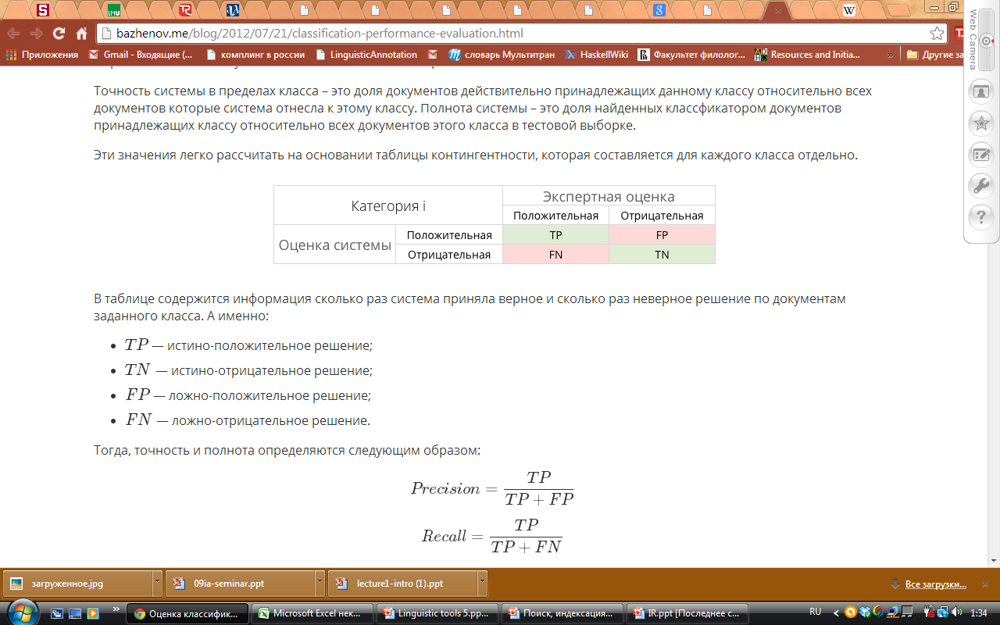 S
LMU
W
bazhenov.me/blog/2012/07/21/classification-performance-evaluation.html
Web Camera
Приложения
Gmail - Входящие (...
комплинг в россии
LinguisticAnnotation
словарь Мультитран
HaskellWiki
Факультет филолог...
Resources and Initia...
»
Другие за
Точность системы в пределах класса – это доля документов действительно принадлежащих данному классу относительно всех
документов которые система отнесла к этому классу. Полнота системы – это доля найденных классфикатором документов
принадлежащих классу относительно всех документов этого класса в тестовой выборке.
Эти значения легко рассчитать на основании таблицы контингентности, которая составляется для каждого класса отдельно.
Категория i
Экспертная оценка
Положительная Отрицательная
Оценка системы
Положительная TP FP
Отрицательная FN TN
В таблице содержится информация сколько раз система приняла верное и сколько раз неверное решение по документам
заданного класса. А именно:
• TP — истино-положительное решение;
• TN — истино-отрицательное решение;
• FP — ложно-положительное решение;
• FN — ложно-отрицательное решение.
Тогда, точность и полнота определяются следующим образом:
Precision = TP / TP + FP
Recall = TP / TP + FN
загруженное.jpg
09ia-seminar.ppt
lecture1-intro (1).ppt
Все загрузки...
»
Оценка классифик...
Microsoft Excel нек...
Linguistic tools 5.pp...
Поиск, индексация...
IR.ppt [Последнее с...
RU
1:34